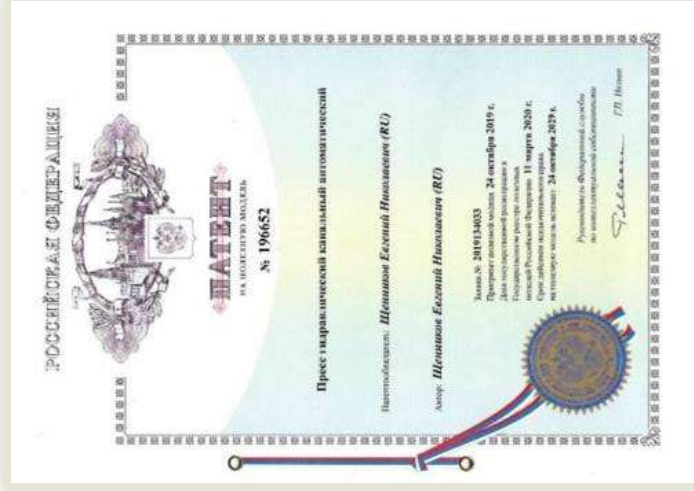 РОССИЙСКАЯ ФЕДЕРАЦИЯ
ПАТЕНТ
НА ПОЛЕЗНУЮ МОДЕЛЬ
№ 196652
Пресс гидравлический канальный автоматический
Патентообладатель: Щенников Евгений Николаевич (RU)
Автор: Щенников Евгений Николаевич (RU)
Заявка № 2019134033
Приоритет полезной модели 24 октября 2019 г.
Дата государственной регистрации в
Государственном реестре полезных
моделей Российской Федерации 11 марта 2020 г.
Срок действия исключительного права
на полезную модель истекает 24 октября 2029 г.
Руководитель Федеральной службы
по интеллектуальной собственности
Г.П. Ивлиев